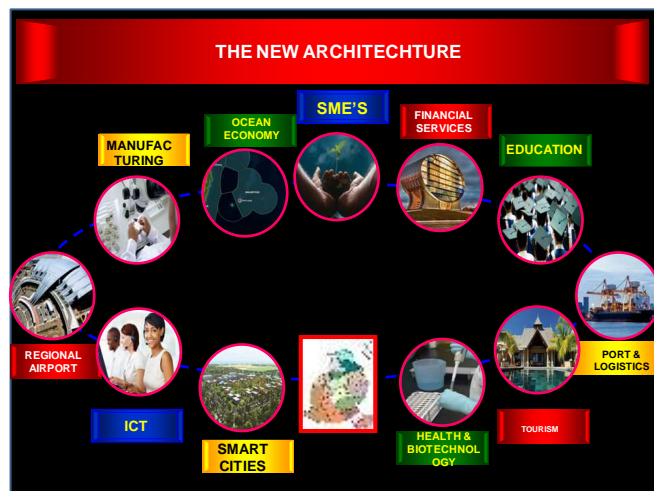 THE NEW ARCHITECHTURE
SME'S
OCEAN
ECONOMY
FINANCIAL
SERVICES
MANUFAC
TURING
EDUCATION
REGIONAL
AIRPORT
PORT &
LOGISTICS
ICT
SMART
CITIES
HEALTH &
BIOTECHNOL
OGY
TOURISM